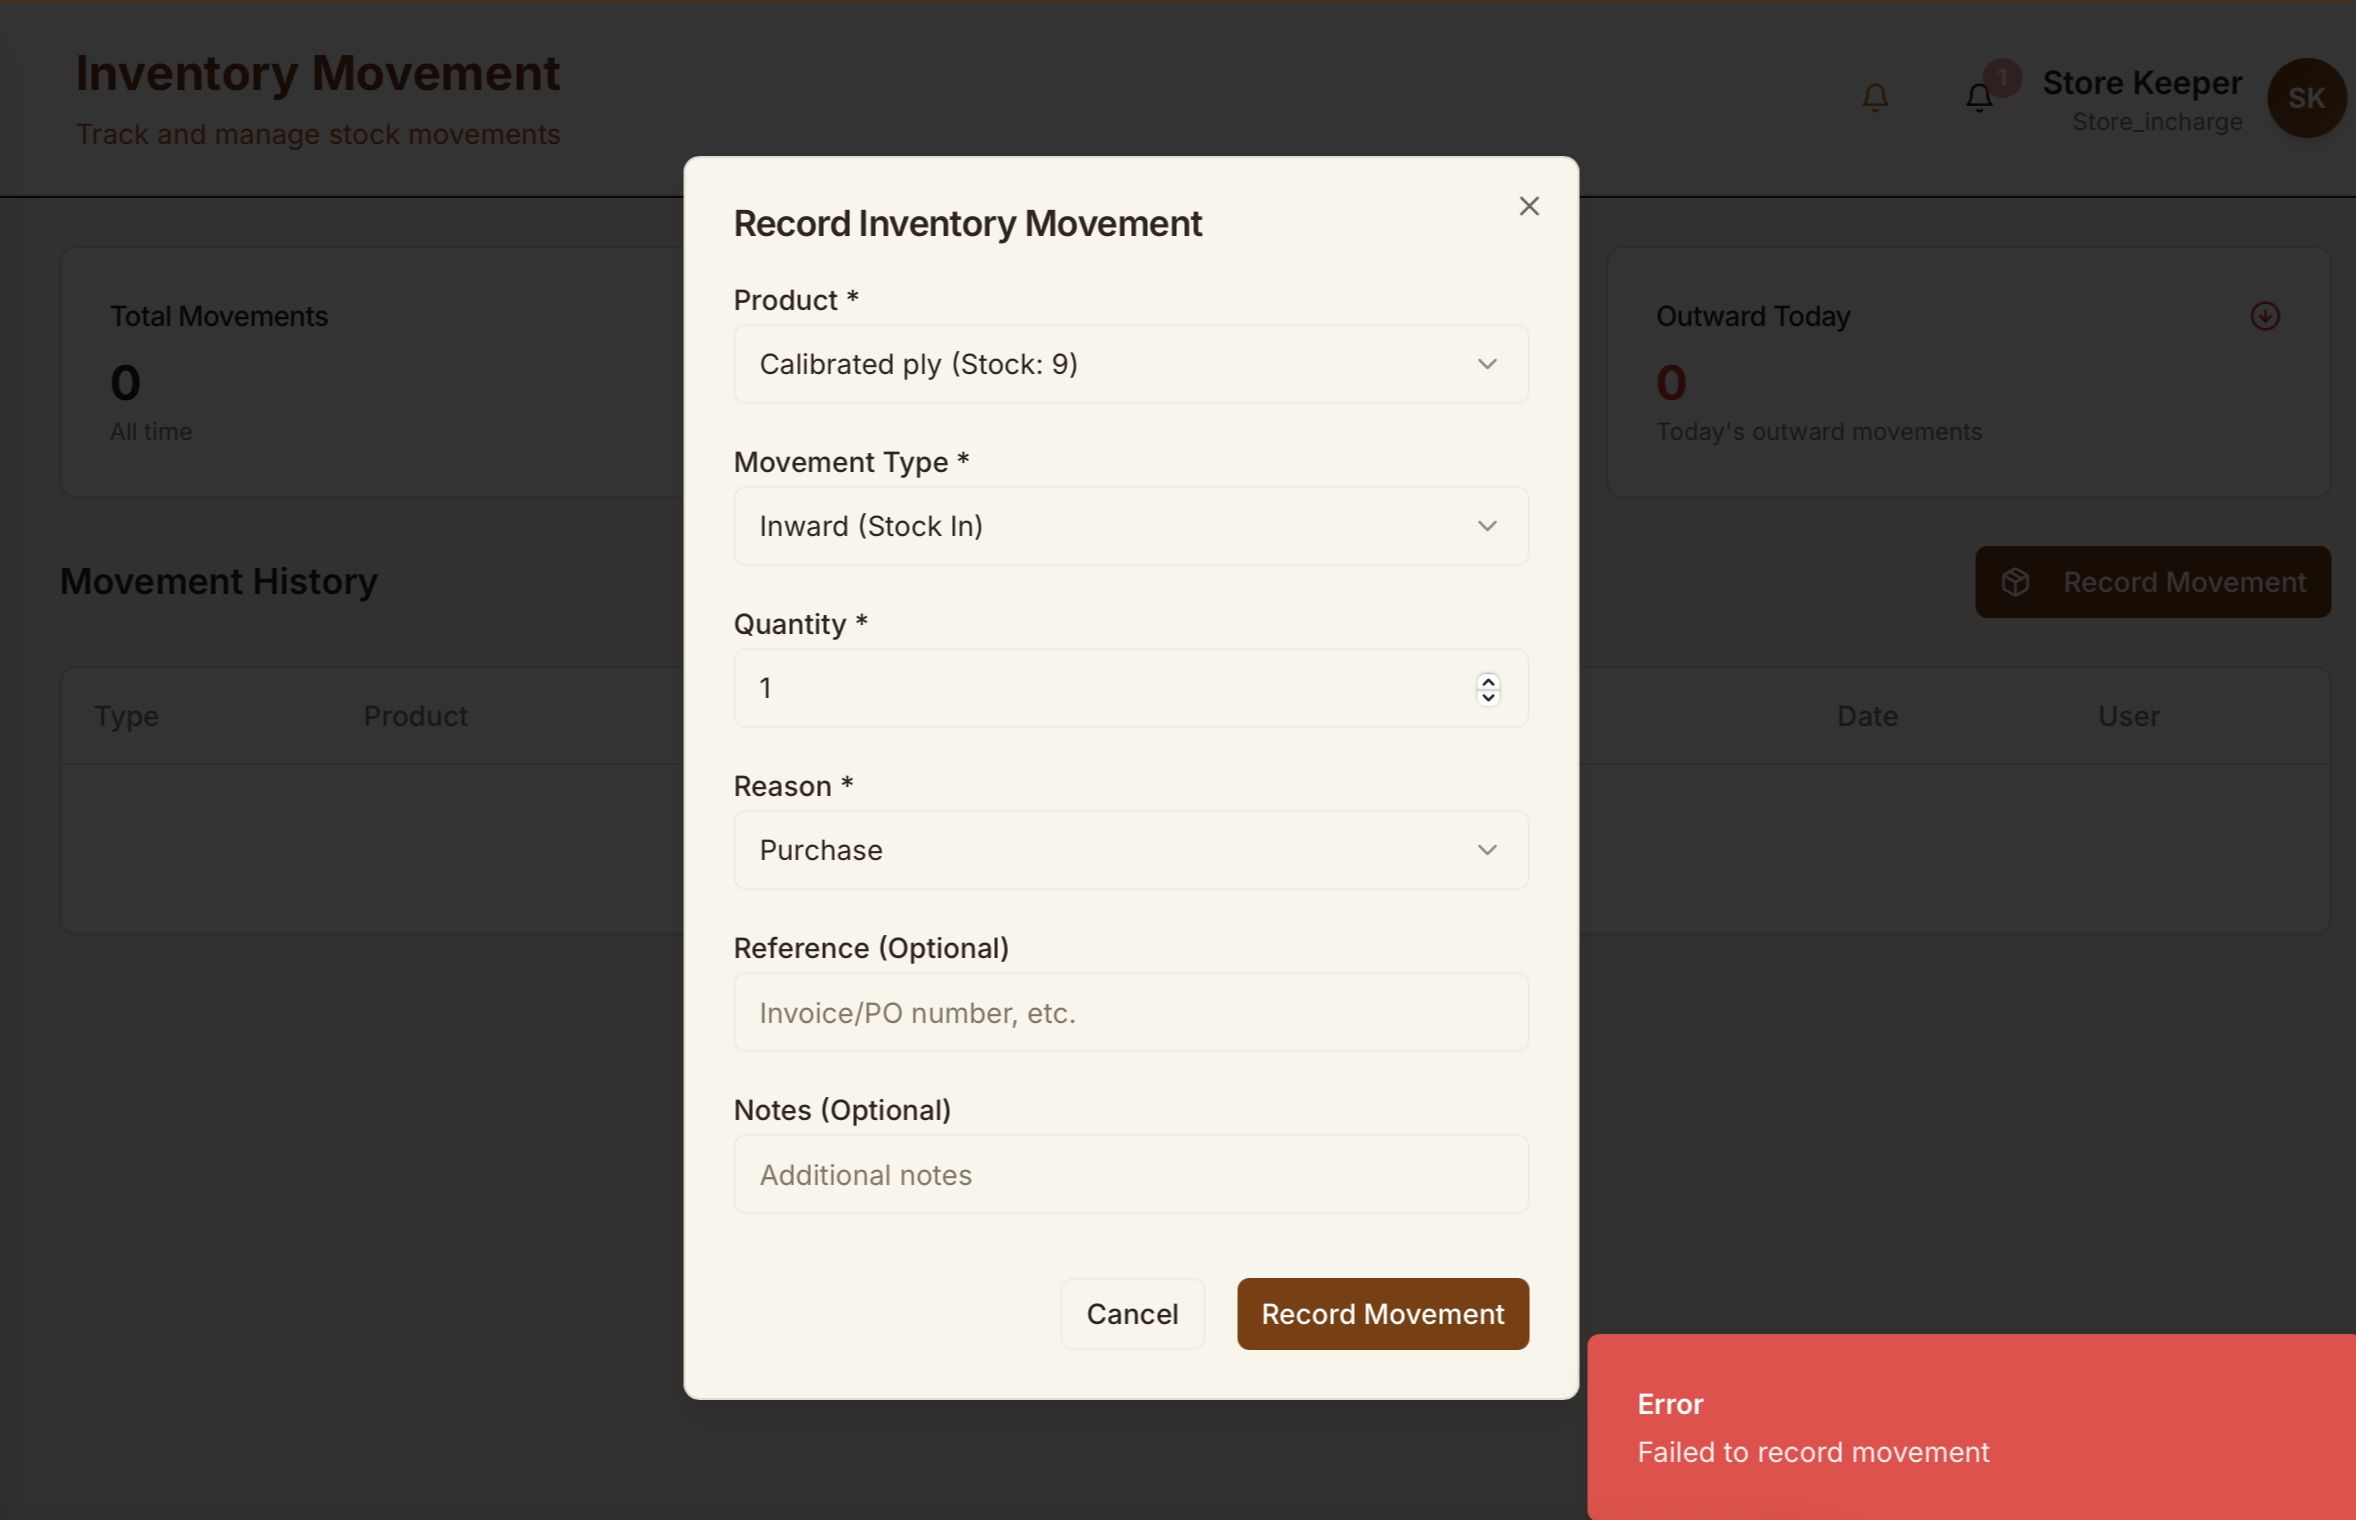 Inventory Movement
Track and manage stock movements
1
Store Keeper
Store_incharge
SK
Total Movements
0
All time
Outward Today
0
Today's outward movements
Movement History
Record Movement
Type
Product
Date
User
Record Inventory Movement
Product *
Calibrated ply (Stock: 9)
Movement Type *
Inward (Stock In)
Quantity *
1
Reason *
Purchase
Reference (Optional)
Invoice/PO number, etc.
Notes (Optional)
Additional notes
Cancel
Record Movement
Error
Failed to record movement